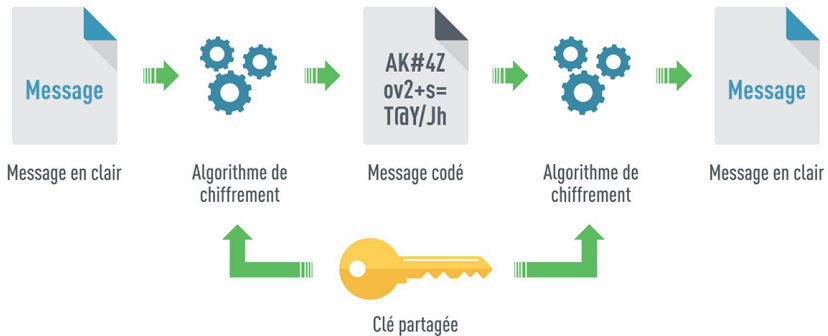 Message
AK#4Z
ov2+s=
T@Y/Jh
Message
Message en clair
Algorithme de
chiffrement
Message codé
Algorithme de
chiffrement
Message en clair
Clé partagée